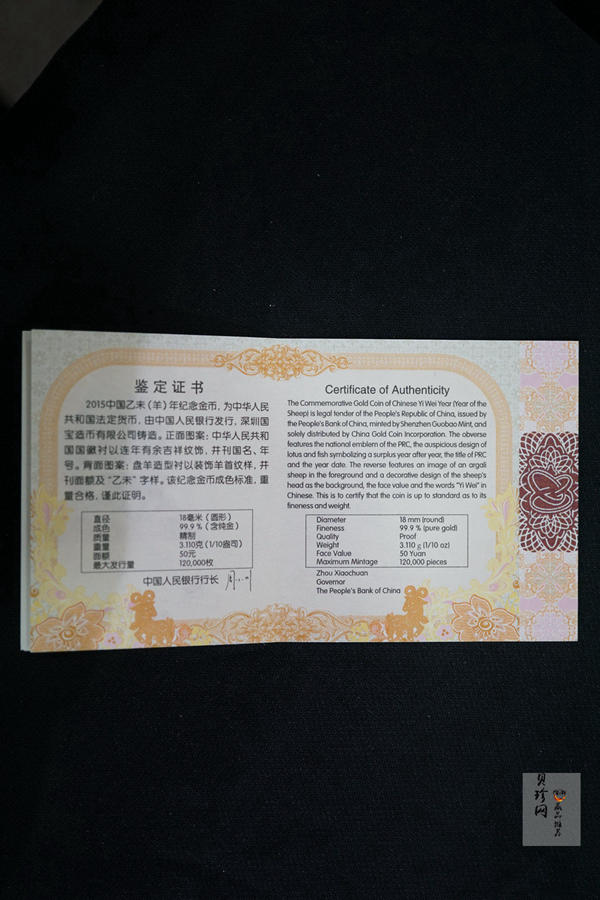 鉴定证书
2015中国乙未(羊)年纪念金币，为中华人民
共和国法定货币，由中国人民银行发行，深圳国
宝造币有限公司铸造。正面图案：中华人民共和
国国徽衬以连年有余吉祥纹饰，并刊国名、年
号。背面图案：盘羊造型衬以装饰羊首纹样，并
刊面额及“乙未”字样。该纪念金币成色标准，重
量合格，谨此证明。
直径 18毫米（圆形）
成色 99.9％（含纯金）
质量 精制
重量 3.110克(1/10盎司)
面额 50元
最大发行量 120,000枚
中国人民银行行长
Certificate of Authenticity
The Commemorative Gold Coin of Chinese Yi Wei Year (Year of the
Sheep) is legal tender of the People's Republic of China, issued by
the People's Bank of China, minted by Shenzhen Guobao Mint, and
solely distributed by China Gold Coin Incorporation. The obverse
features the national emblem of the PRC, the auspicious design of
lotus and fish symbolizing a surplus year after year, the title of PRC
and the year date. The reverse features an image of an argali
sheep in the foreground and a decorative design of the sheep's
head as the background, the face value and the words "Yi Wei" in
Chinese. This is to certify that the coin is up to standard as to its
fineness and weight.
Diameter 18 mm (round)
Fineness 99.9 % (pure gold)
Quality Proof
Weight 3.110 g (1/10 oz)
Face Value 50 Yuan
Maximum Mintage 120,000 pieces
Zhou Xiaochuan
Governor
The People's Bank of China
贝珍网
藏品推荐